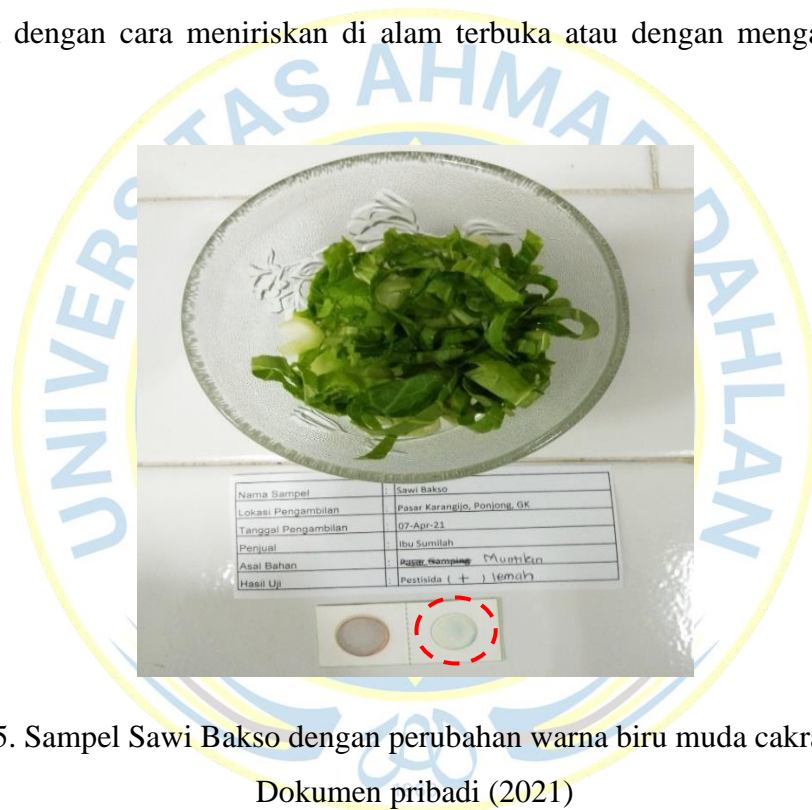 dengan cara meniriskan di alam terbuka atau dengan
UNIVERSITAS AHMAD DAHLAN
Nama Sampel : Sawi Bakso
Lokasi Pengambilan : Pasar Karangijo, Ponjong, GK
Tanggal Pengambilan : 07-Apr-21
Penjual : Ibu Sumilah
Asal Bahan : Pasar Gamping Muntilan
Hasil Uji : Pestisida ( + ) lemah
5. Sampel Sawi Bakso dengan perubahan warna biru muda
Dokumen pribadi (2021)